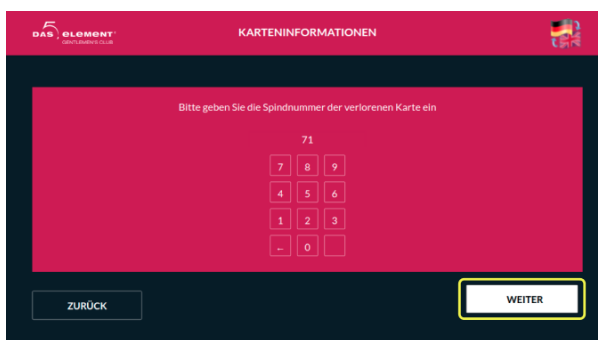 DAS 5. ELEMENT
GENTLEMEN'S CLUB
KARTENINFORMATIONEN
Bitte geben Sie die Spindnummer der verlorenen Karte ein
71
7 8 9
4 5 6
1 2 3
← 0
ZURÜCK
WEITER